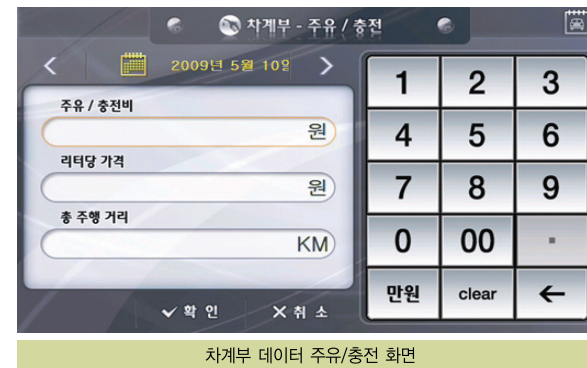 차계부 - 주유 / 충전
2009년 5월 10일
주유 / 충전비
원
리터당 가격
원
총 주행 거리
KM
확 인 취 소
1 2 3
4 5 6
7 8 9
0 00 .
만원 clear ←
차계부 데이터 주유/충전 화면